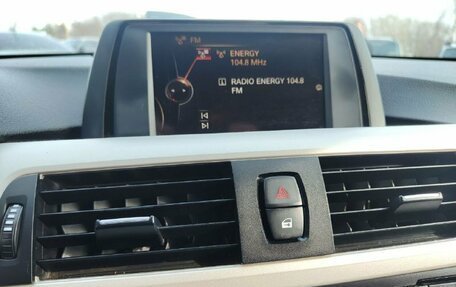 FM
ENERGY
104.8 MHz
RADIO ENERGY 104.8
FM